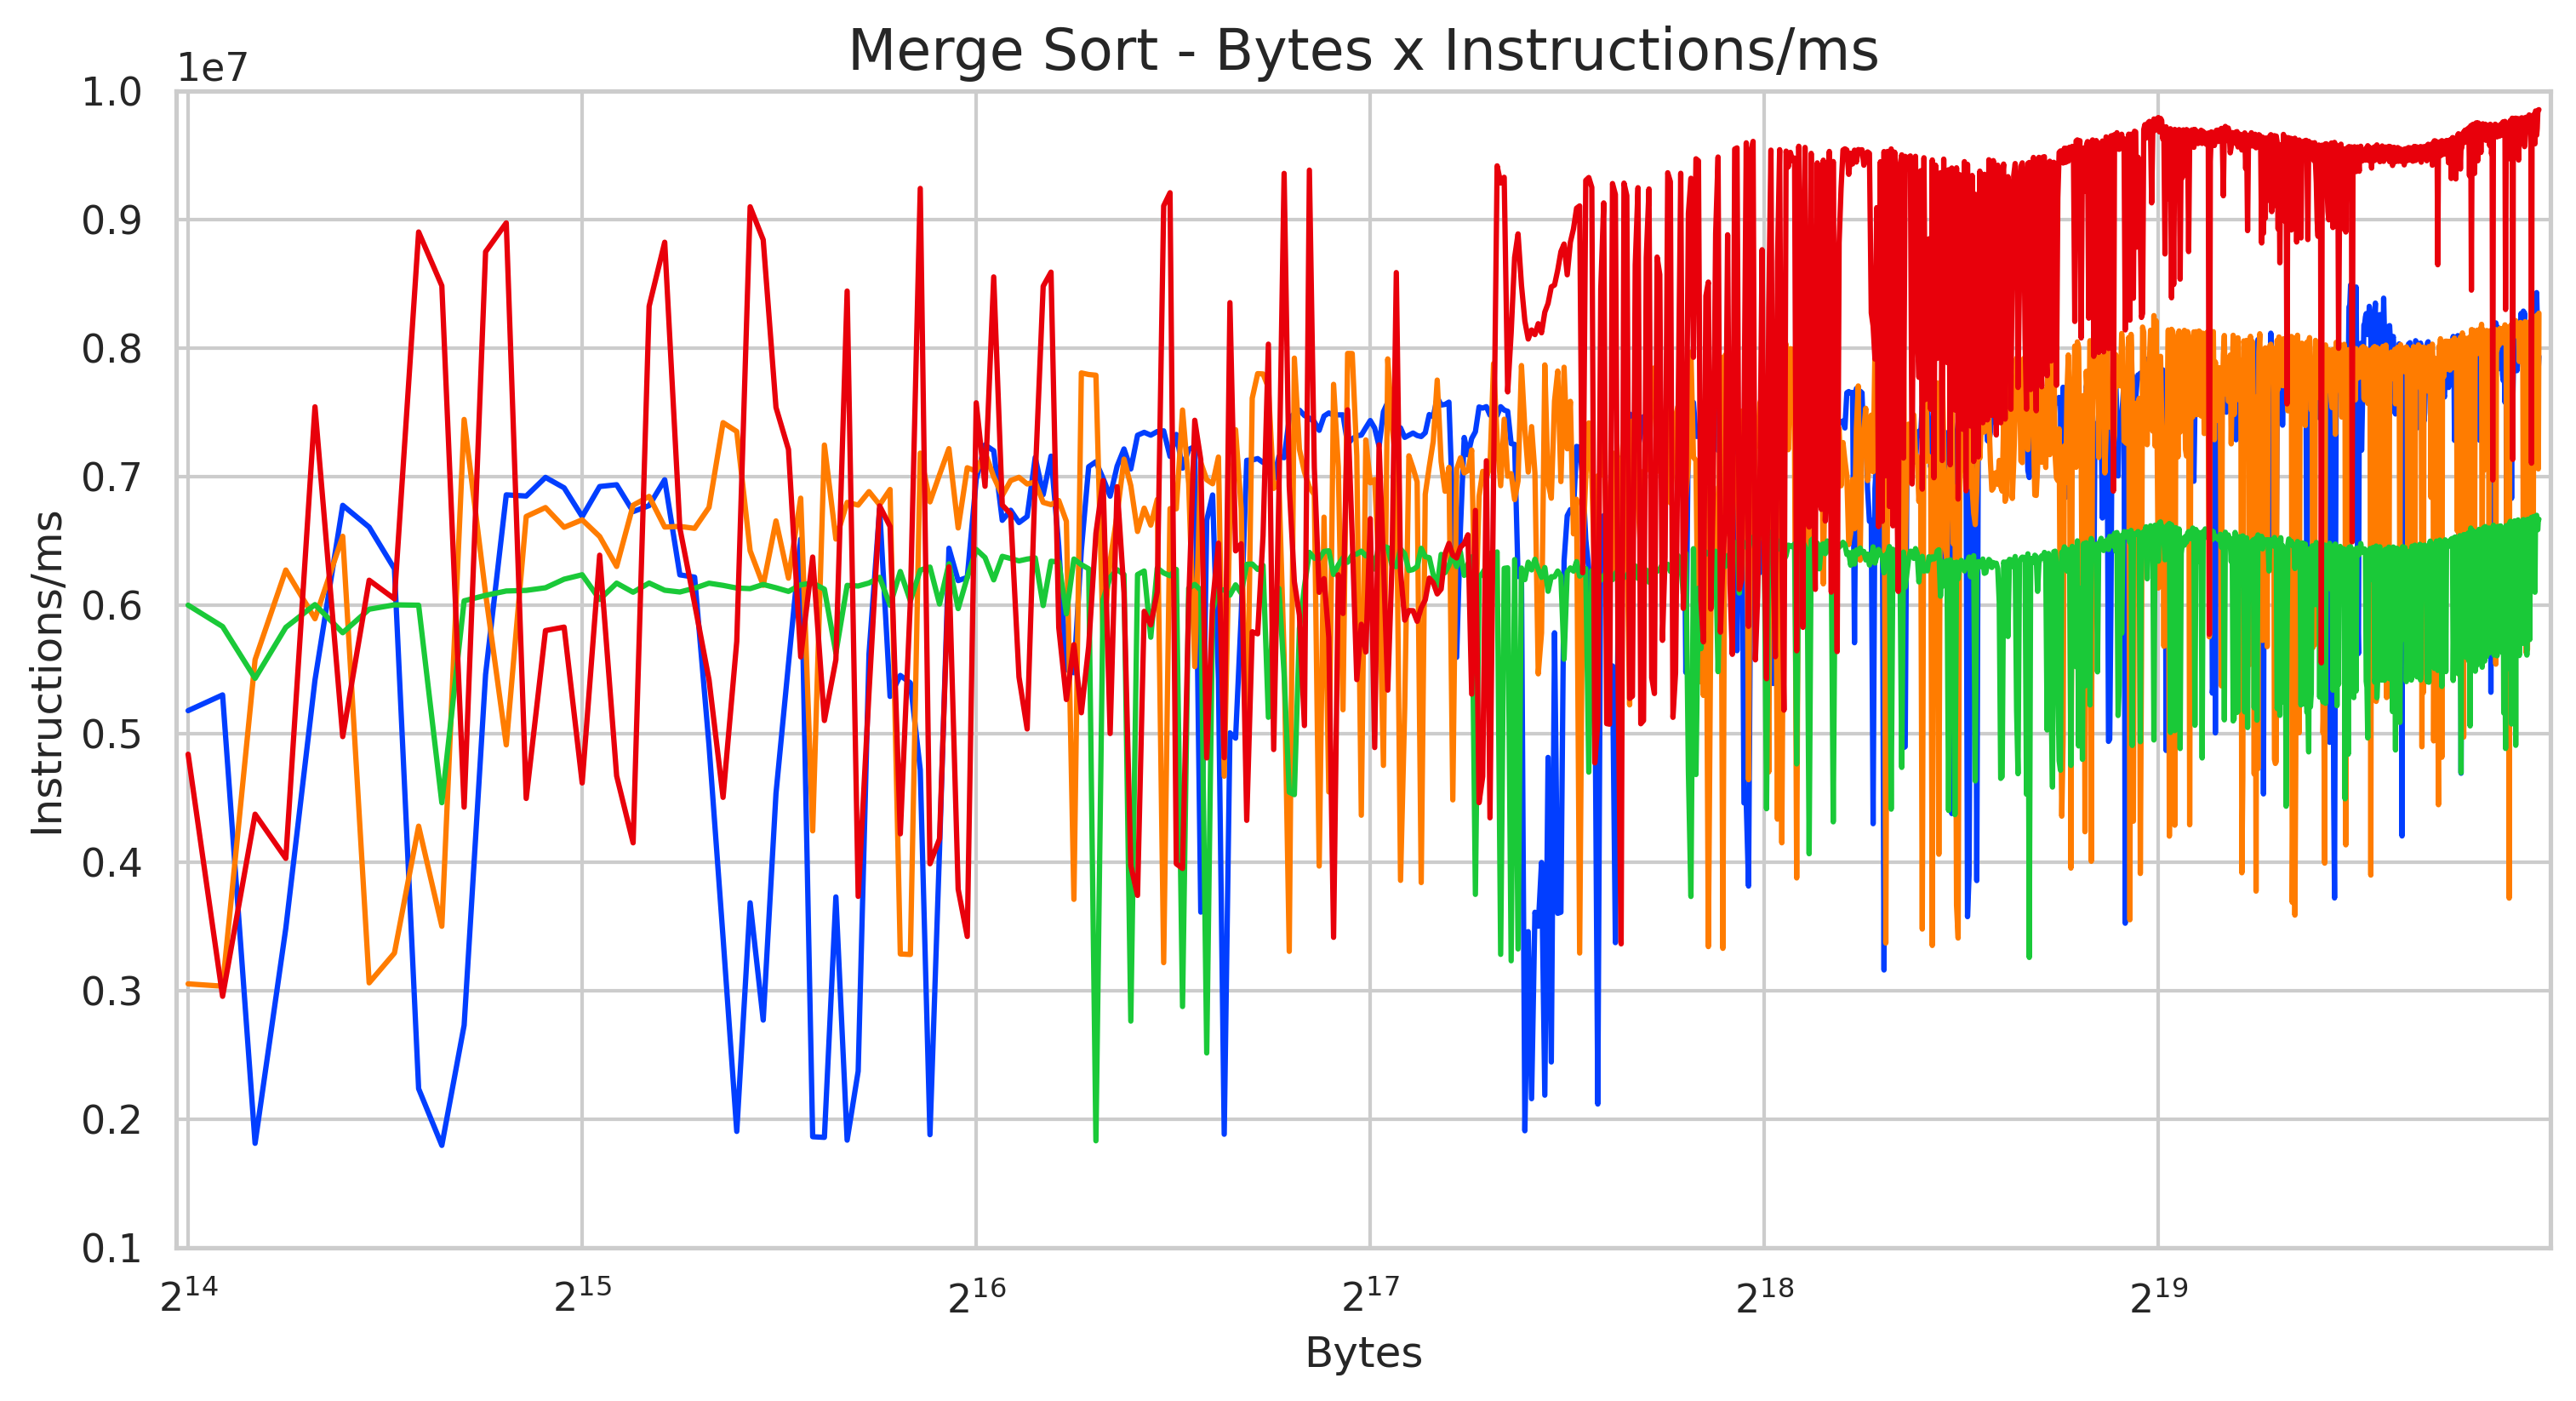 Merge Sort - Bytes x Instructions/ms
1e7
1.0
0.9
0.8
0.7
0.6
0.5
0.4
0.3
0.2
0.1
Instructions/ms
2^14 2^15 2^16 2^17 2^18 2^19
Bytes